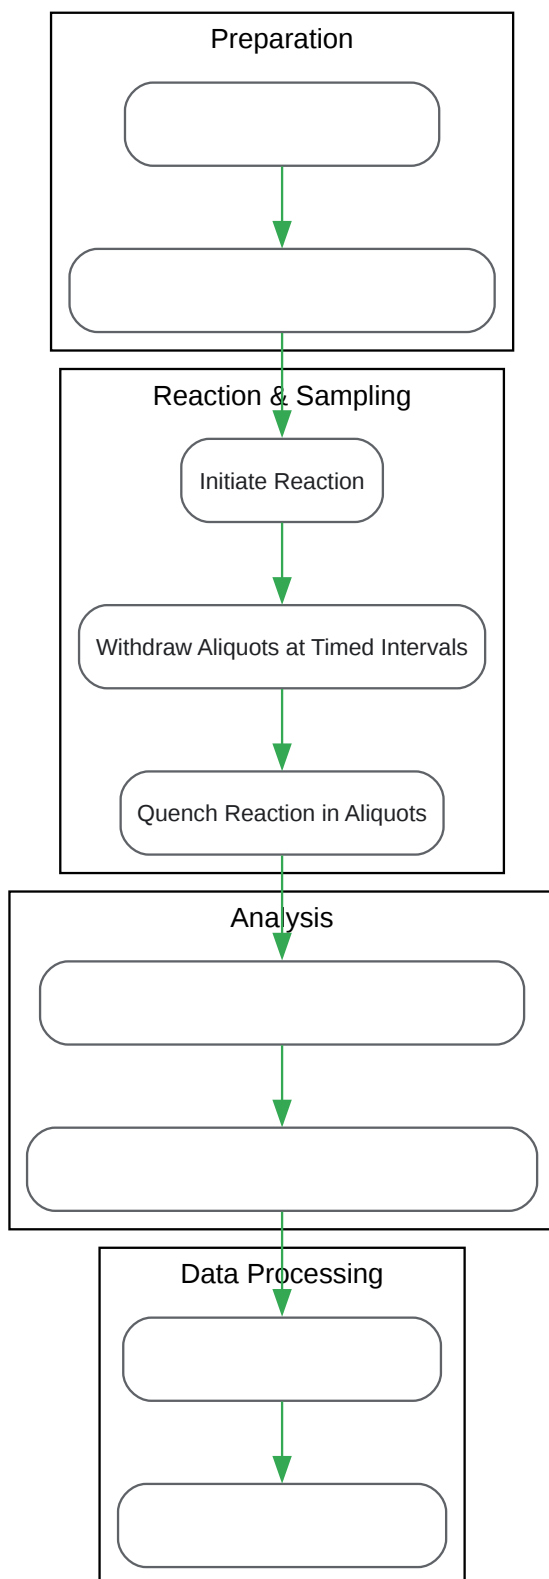 Preparation
Reaction & Sampling
Initiate Reaction
Withdraw Aliquots at Timed Intervals
Quench Reaction in Aliquots
Analysis
Data Processing